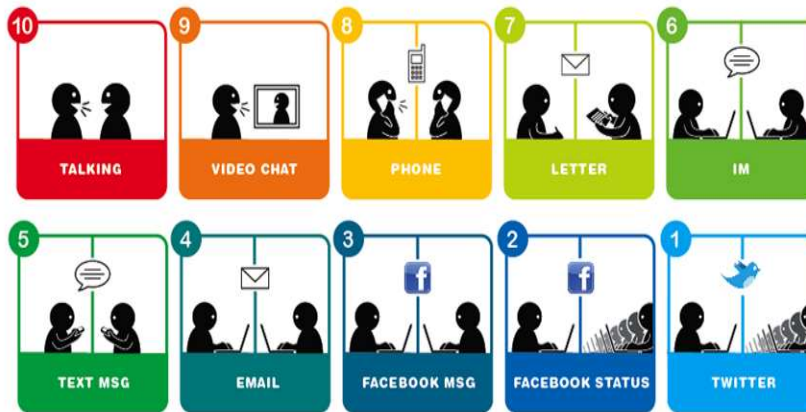 10
TALKING
9
VIDEO CHAT
8
PHONE
7
LETTER
6
IM
5
TEXT MSG
4
EMAIL
3
f
FACEBOOK MSG
2
f
FACEBOOK STATUS
1
TWITTER